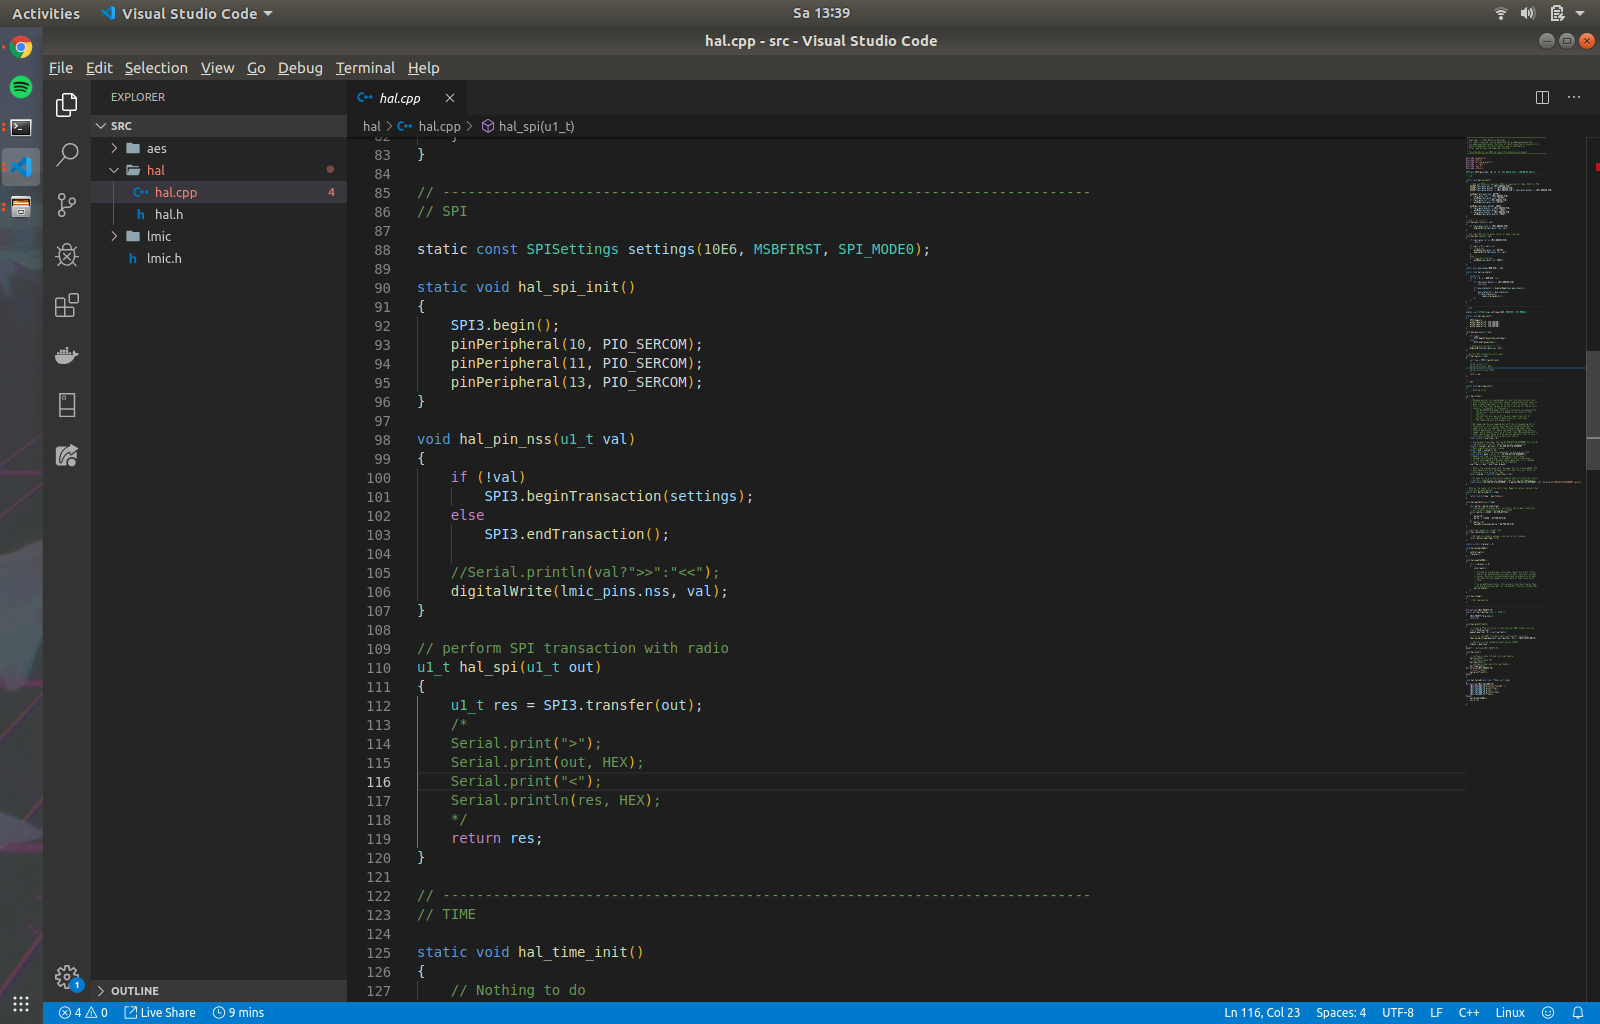 Activities
Visual Studio Code
Sa 13:39
hal.cpp - src - Visual Studio Code
File Edit Selection View Go Debug Terminal Help
EXPLORER
SRC
aes
hal
C++ hal.cpp 4
h hal.h
lmic
h lmic.h
OUTLINE
C++ hal.cpp
hal > C++ hal.cpp > hal_spi(u1_t)
83 }
84
85 // -----------------------------------------------------------------------------
86 // SPI
87
88 static const SPISettings settings(10E6, MSBFIRST, SPI_MODE0);
89
90 static void hal_spi_init()
91 {
92 SPI3.begin();
93 pinPeripheral(10, PIO_SERCOM);
94 pinPeripheral(11, PIO_SERCOM);
95 pinPeripheral(13, PIO_SERCOM);
96 }
97
98 void hal_pin_nss(u1_t val)
99 {
100 if (!val)
101 SPI3.beginTransaction(settings);
102 else
103 SPI3.endTransaction();
104
105 //Serial.println(val?">>":"<<");
106 digitalWrite(lmic_pins.nss, val);
107 }
108
109 // perform SPI transaction with radio
110 u1_t hal_spi(u1_t out)
111 {
112 u1_t res = SPI3.transfer(out);
113 /*
114 Serial.print(">");
115 Serial.print(out, HEX);
116 Serial.print("<");
117 Serial.println(res, HEX);
118 */
119 return res;
120 }
121
122 // -----------------------------------------------------------------------------
123 // TIME
124
125 static void hal_time_init()
126 {
127 // Nothing to do
1
4 0 Live Share 9 mins
Ln 116, Col 23 Spaces: 4 UTF-8 LF C++ Linux